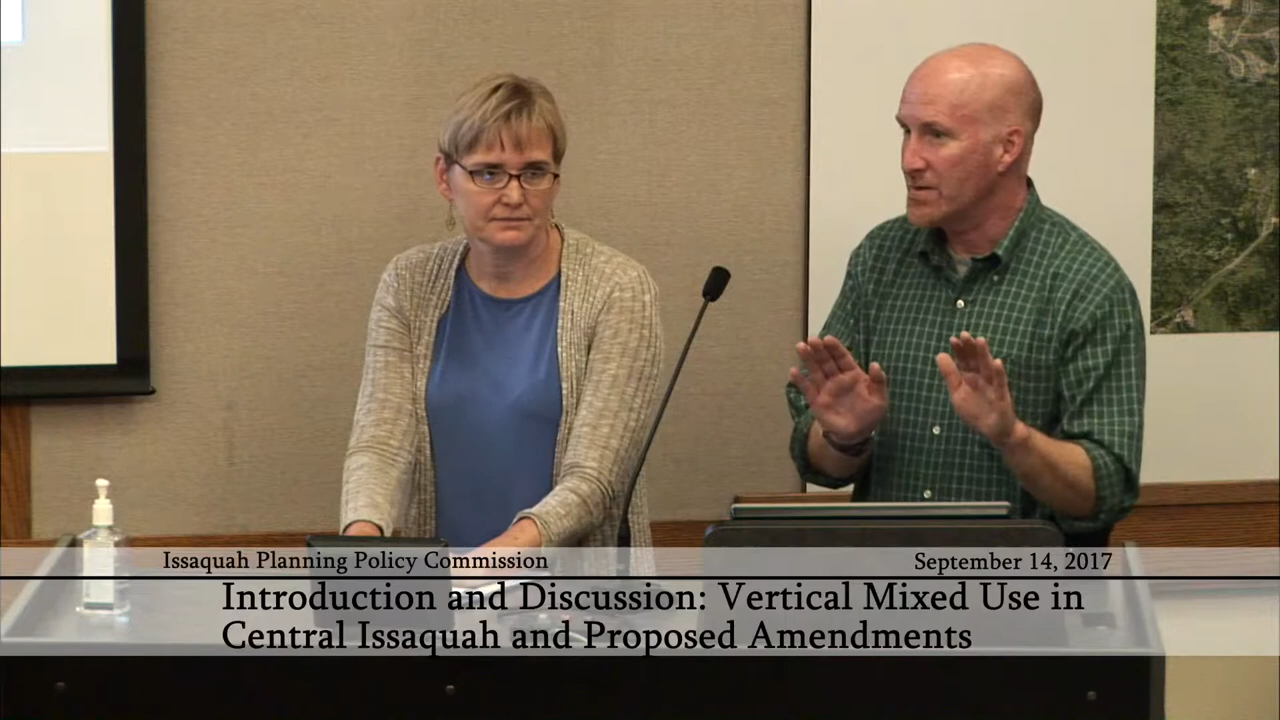 Issaquah Planning Policy Commission
September 14, 2017
Introduction and Discussion: Vertical Mixed Use in
Central Issaquah and Proposed Amendments